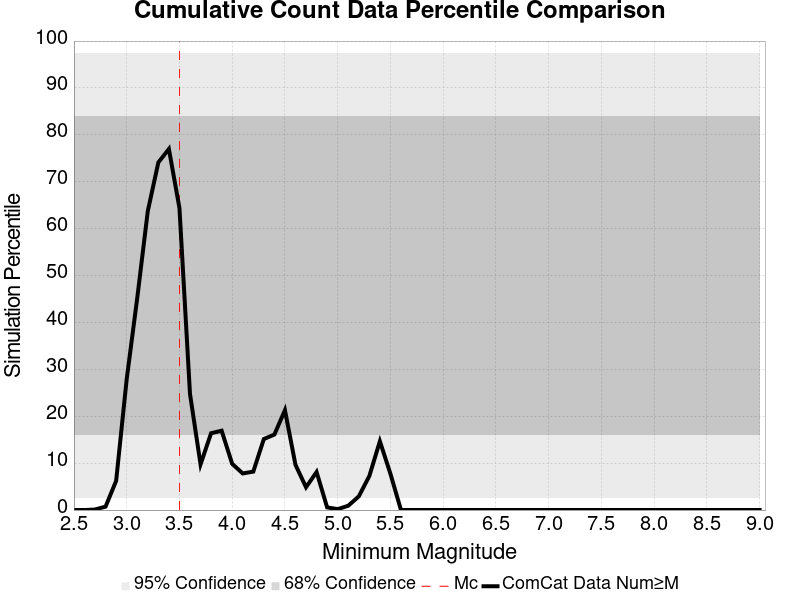 Cumulative Count Data Percentile Comparison
100
90
80
70
60
50
40
30
20
10
0
Simulation Percentile
2.5 3.0 3.5 4.0 4.5 5.0 5.5 6.0 6.5 7.0 7.5 8.0 8.5 9.0
Minimum Magnitude
95% Confidence 68% Confidence Mc ComCat Data Num≥M